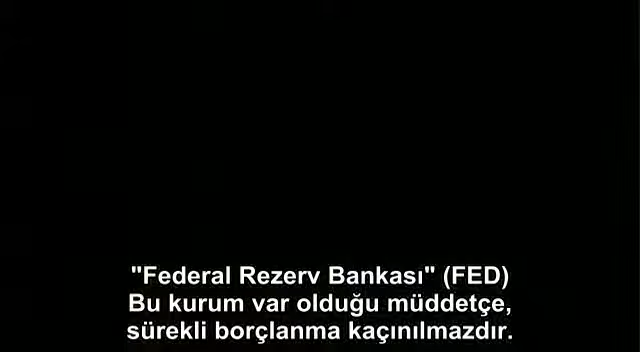 "Federal Rezerv Bankası" (FED)
Bu kurum var olduğu müddetçe,
sürekli borçlanma kaçınılmazdır.